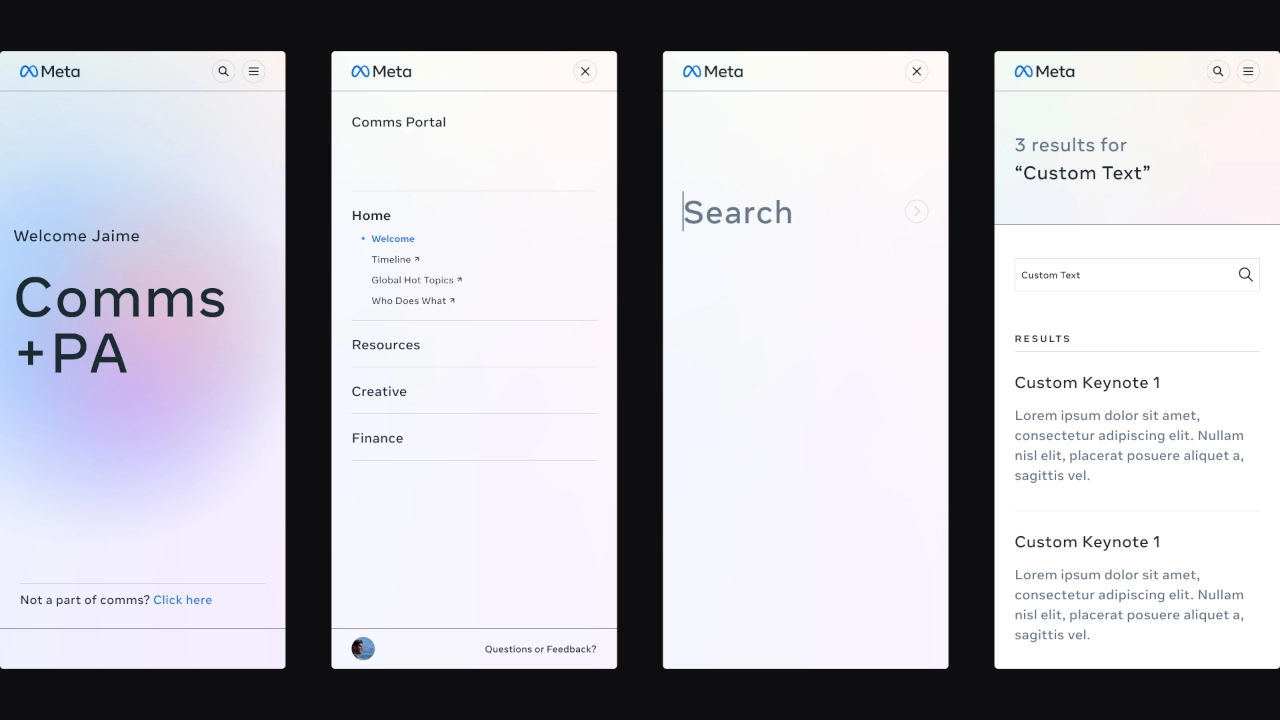 Meta
Welcome Jaime
Comms
+PA
Not a part of comms? Click here
Meta
Comms Portal
Home
• Welcome
Timeline ↗
Global Hot Topics ↗
Who Does What ↗
Resources
Creative
Finance
Questions or Feedback?
Meta
Search
Meta
3 results for
“Custom Text”
Custom Text
RESULTS
Custom Keynote 1
Lorem ipsum dolor sit amet,
consectetur adipiscing elit. Nullam
nisl elit, placerat posuere aliquet a,
sagittis vel.
Custom Keynote 1
Lorem ipsum dolor sit amet,
consectetur adipiscing elit. Nullam
nisl elit, placerat posuere aliquet a,
sagittis vel.